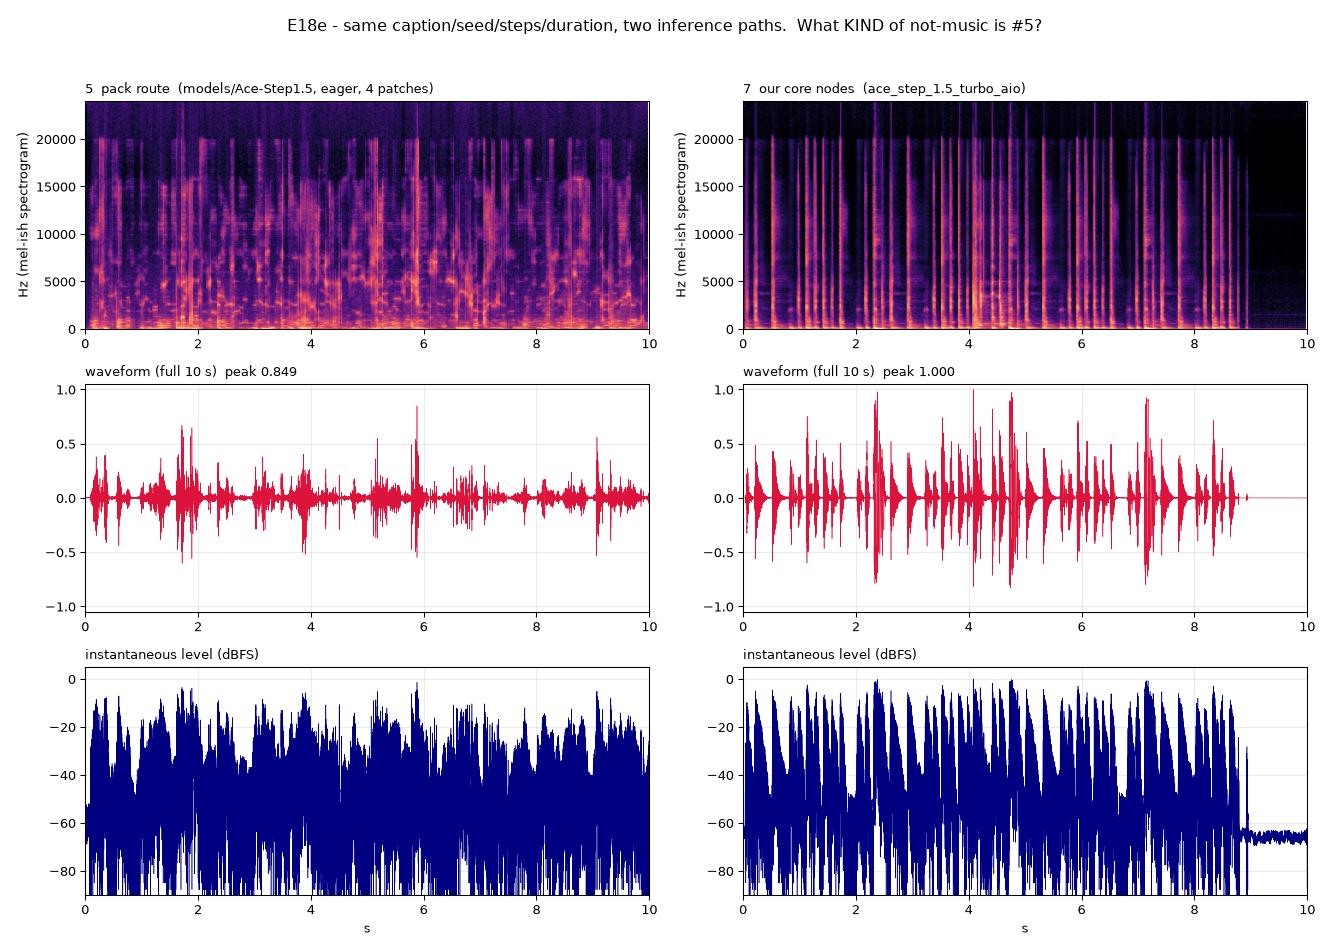 E18e - same caption/seed/steps/duration, two inference paths.  What KIND of not-music is #5?
5  pack route  (models/Ace-Step1.5, eager, 4 patches)
Hz (mel-ish spectrogram)
20000
15000
10000
5000
0
0 2 4 6 8 10
7  our core nodes  (ace_step_1.5_turbo_aio)
Hz (mel-ish spectrogram)
20000
15000
10000
5000
0
0 2 4 6 8 10
waveform (full 10 s)  peak 0.849
1.0
0.5
0.0
−0.5
−1.0
0 2 4 6 8 10
waveform (full 10 s)  peak 1.000
1.0
0.5
0.0
−0.5
−1.0
0 2 4 6 8 10
instantaneous level (dBFS)
0
−20
−40
−60
−80
0 2 4 6 8 10
s
instantaneous level (dBFS)
0
−20
−40
−60
−80
0 2 4 6 8 10
s